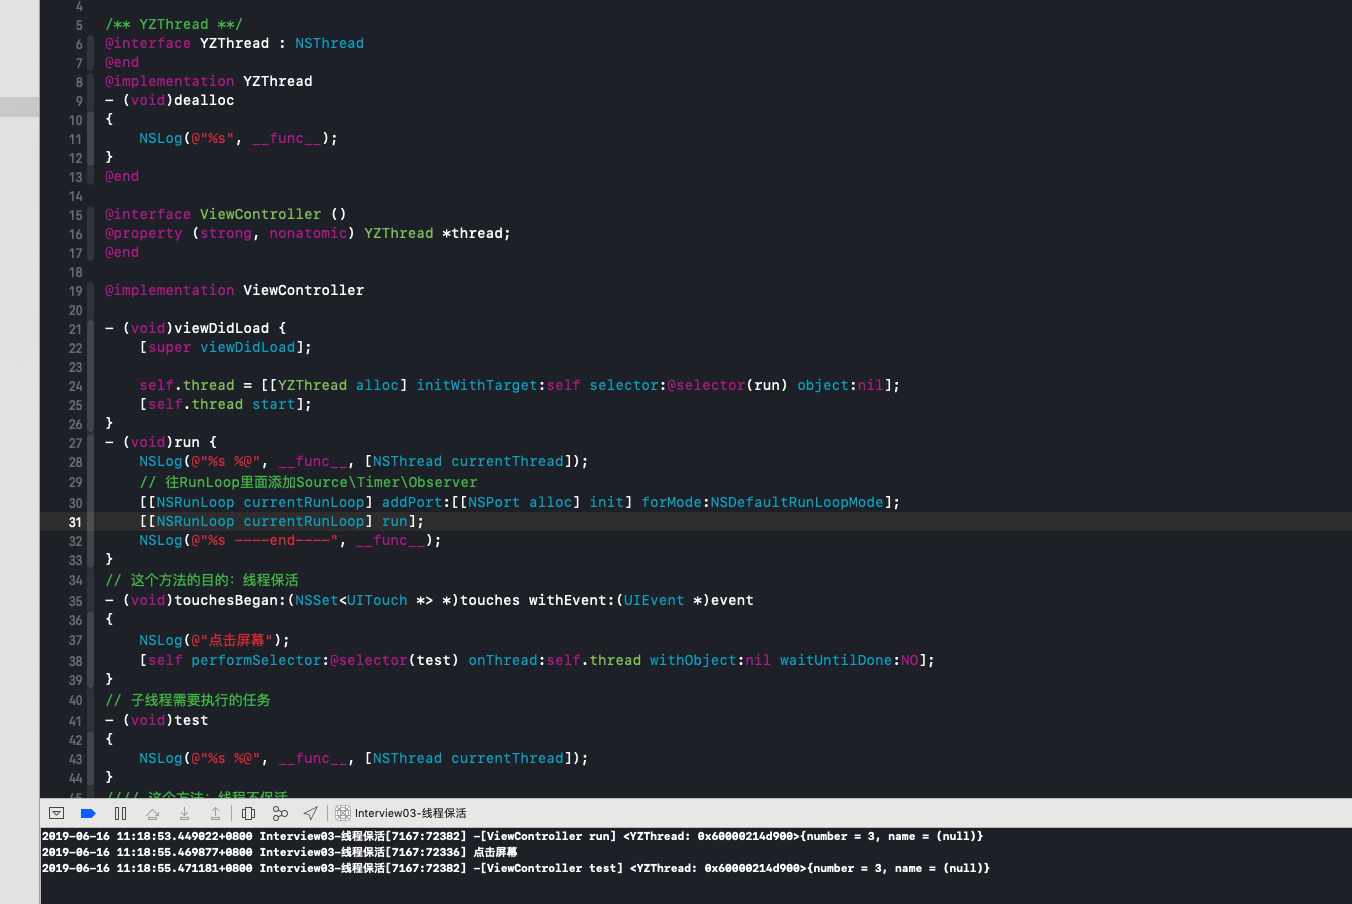 4
5 /** YZThread **/
6 @interface YZThread : NSThread
7 @end
8 @implementation YZThread
9 - (void)dealloc
10 {
11     NSLog(@"%s", __func__);
12 }
13 @end
14
15 @interface ViewController ()
16 @property (strong, nonatomic) YZThread *thread;
17 @end
18
19 @implementation ViewController
20
21 - (void)viewDidLoad {
22     [super viewDidLoad];
23
24     self.thread = [[YZThread alloc] initWithTarget:self selector:@selector(run) object:nil];
25     [self.thread start];
26 }
27 - (void)run {
28     NSLog(@"%s %@", __func__, [NSThread currentThread]);
29     // 往RunLoop里面添加Source\Timer\Observer
30     [[NSRunLoop currentRunLoop] addPort:[[NSPort alloc] init] forMode:NSDefaultRunLoopMode];
31     [[NSRunLoop currentRunLoop] run];
32     NSLog(@"%s ----end----", __func__);
33 }
34 // 这个方法的目的: 线程保活
35 - (void)touchesBegan:(NSSet<UITouch *> *)touches withEvent:(UIEvent *)event
36 {
37     NSLog(@"点击屏幕");
38     [self performSelector:@selector(test) onThread:self.thread withObject:nil waitUntilDone:NO];
39 }
40 // 子线程需要执行的任务
41 - (void)test
42 {
43     NSLog(@"%s %@", __func__, [NSThread currentThread]);
44 }
45 //// 这个方法: 线程不保活
Interview03-线程保活
2019-06-16 11:18:53.449022+0800 Interview03-线程保活[7167:72382] -[ViewController run] <YZThread: 0x60000214d900>{number = 3, name = (null)}
2019-06-16 11:18:55.469877+0800 Interview03-线程保活[7167:72336] 点击屏幕
2019-06-16 11:18:55.471181+0800 Interview03-线程保活[7167:72382] -[ViewController test] <YZThread: 0x60000214d900>{number = 3, name = (null)}